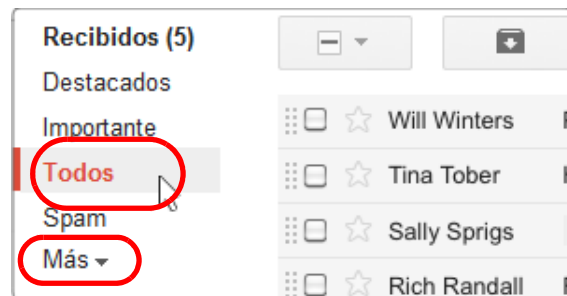 Recibidos (5)
Destacados
Importante
Todos
Spam
Más
Will Winters
Tina Tober
Sally Sprigs
Rich Randall